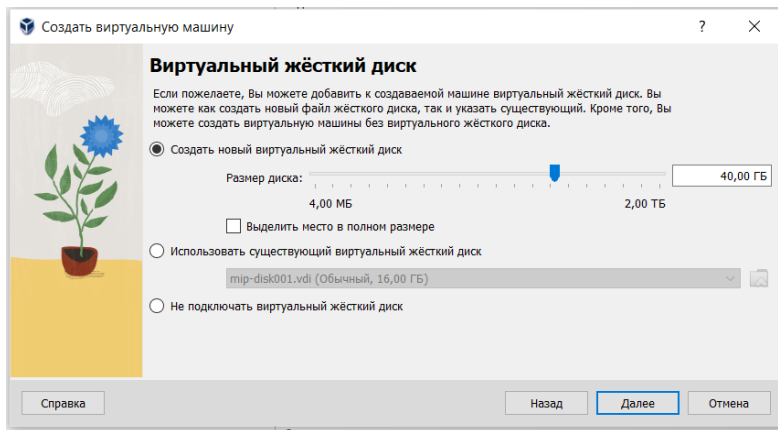 Создать виртуальную машину
?
Виртуальный жёсткий диск
Если пожелаете, Вы можете добавить к создаваемой машине виртуальный жёсткий диск. Вы
можете как создать новый файл жёсткого диска, так и указать существующий. Кроме того, Вы
можете создать виртуальную машины без виртуального жёсткого диска.
Создать новый виртуальный жёсткий диск
Размер диска:
40,00 ГБ
4,00 МБ
2,00 ТБ
Выделить место в полном размере
Использовать существующий виртуальный жёсткий диск
mip-disk001.vdi (Обычный, 16,00 ГБ)
Не подключать виртуальный жёсткий диск
Справка
Назад
Далее
Отмена